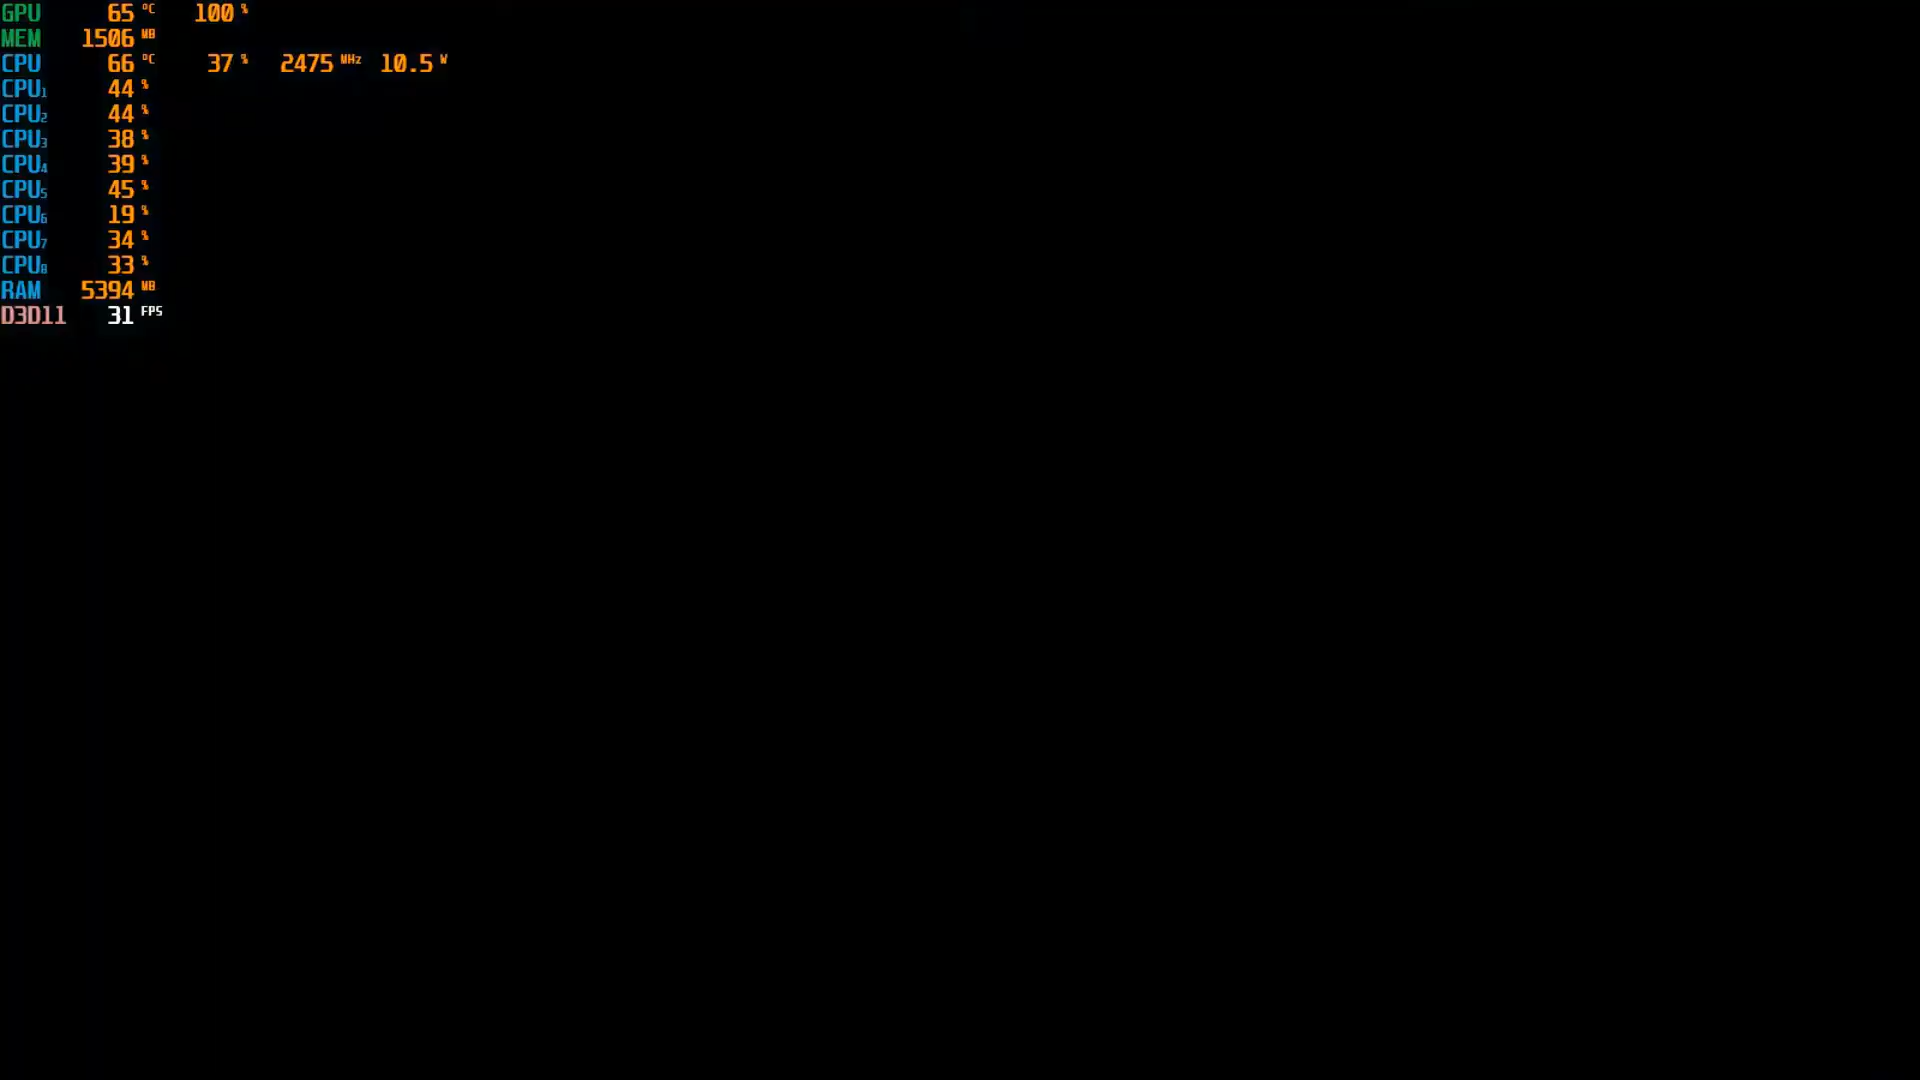 GPU 65 °C 100 %
MEM 1506 MB
CPU 66 °C 37 % 2475 MHz 10.5 W
CPU1 44 %
CPU2 44 %
CPU3 38 %
CPU4 39 %
CPU5 45 %
CPU6 19 %
CPU7 34 %
CPU8 33 %
RAM 5394 MB
D3D11 31 FPS